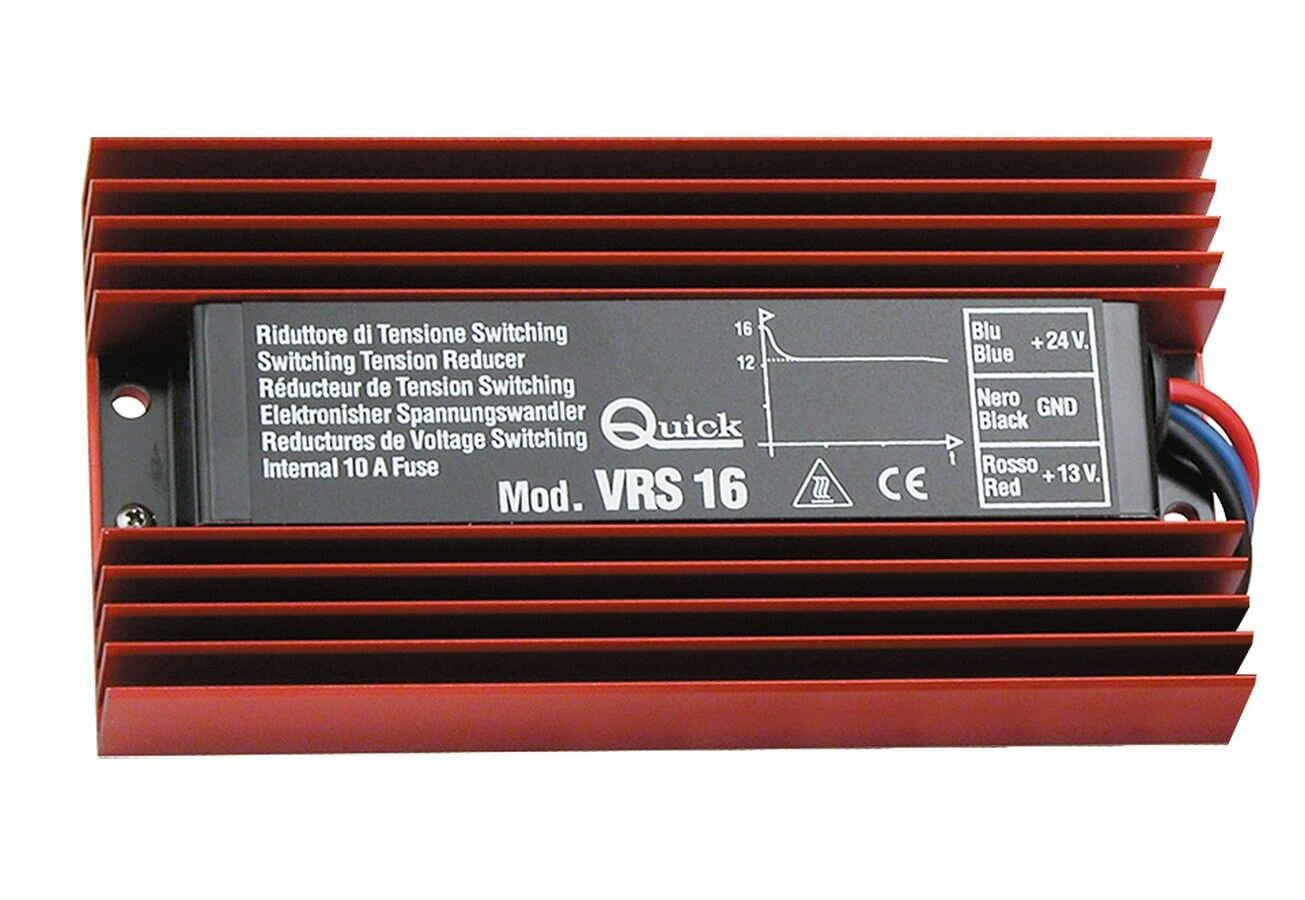 Riduttore di Tensione Switching
Switching Tension Reducer
Réducteur de Tension Switching
Elektronisher Spannungswandler
Reductures de Voltage Switching
Internal 10 A Fuse
Quick
Mod. VRS 16
16
12
t
CE
Blu
Blue
+24 V.
Nero
Black
GND
Rosso
Red
+13 V.